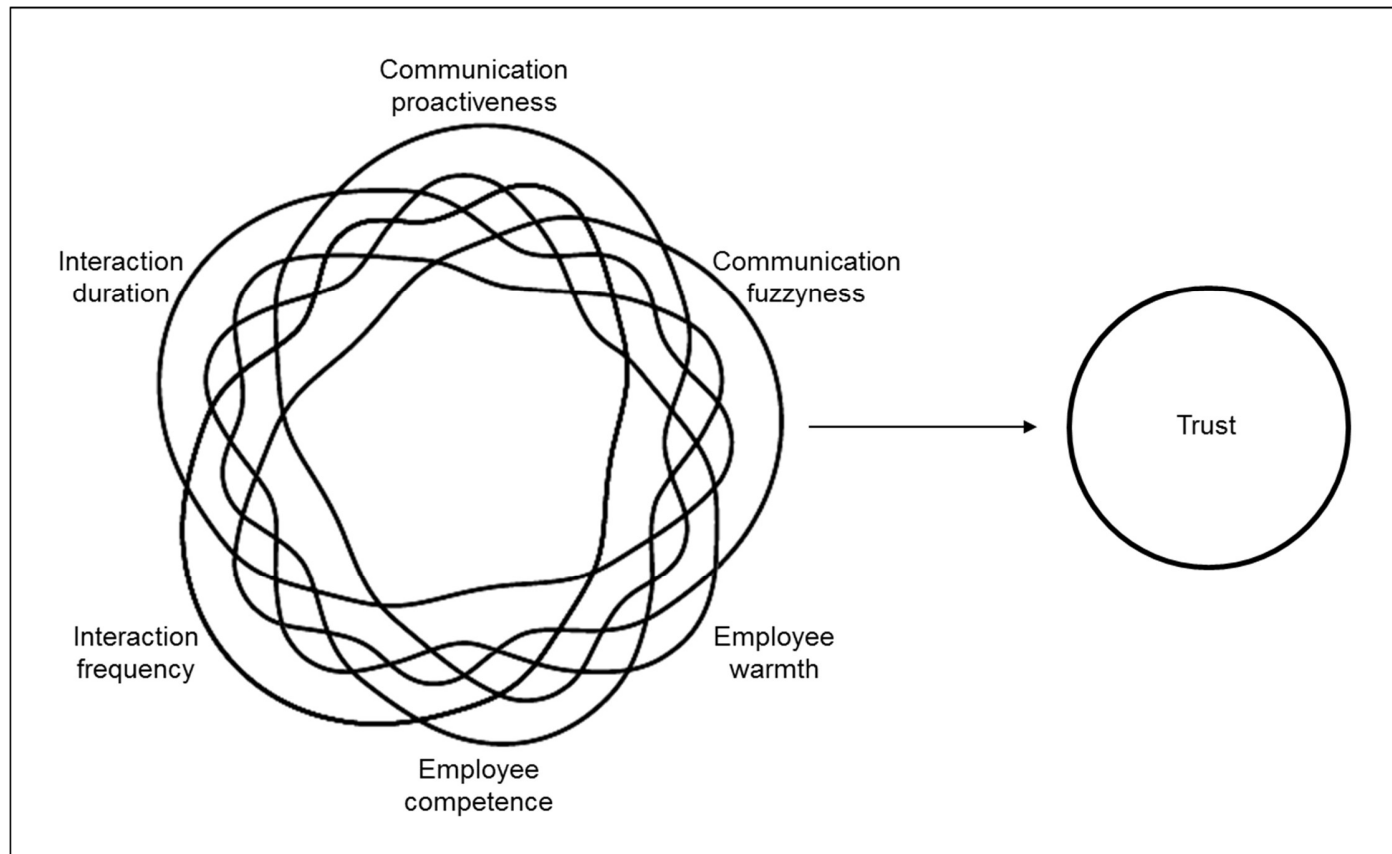 Communication
proactiveness
Interaction
duration
Communication
fuzzyness
Trust
Interaction
frequency
Employee
warmth
Employee
competence